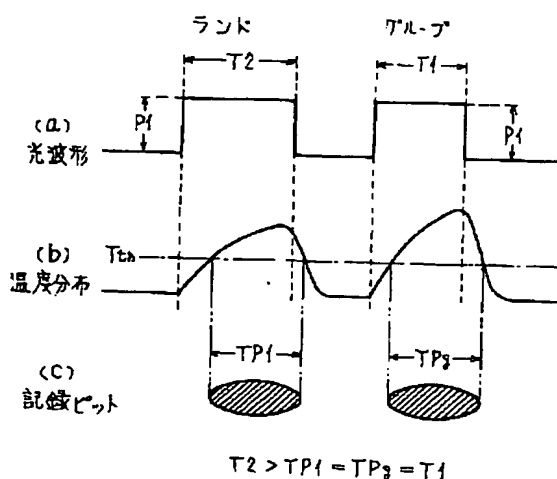 ランド グルーブ
T2 T1
P1 P1
(a)
光波形
(b) Tth
温度分布
TP1 TPg
(c)
記録ピット
T2 > TP1 = TPg = T1